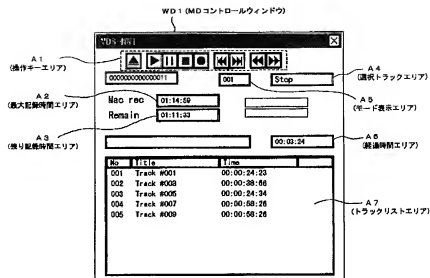 WD1 (MDコントロールウィンドウ)
A1
(操作キーエリア)
0000000000000011
001
Stop
A4
(選択トラックエリア)
A2
(最大記録時間エリア)
Mac rec
01:14:59
A5
(モード表示エリア)
Remain
01:11:33
A3
(残り記録時間エリア)
00:03:24
A6
(経過時間エリア)
No
Title
Time
001 Track #001 00:00:24:23
002 Track #003 00:00:38:66
003 Track #005 00:00:24:34
004 Track #007 00:00:58:26
005 Track #009 00:00:58:26
A7
(トラックリストエリア)